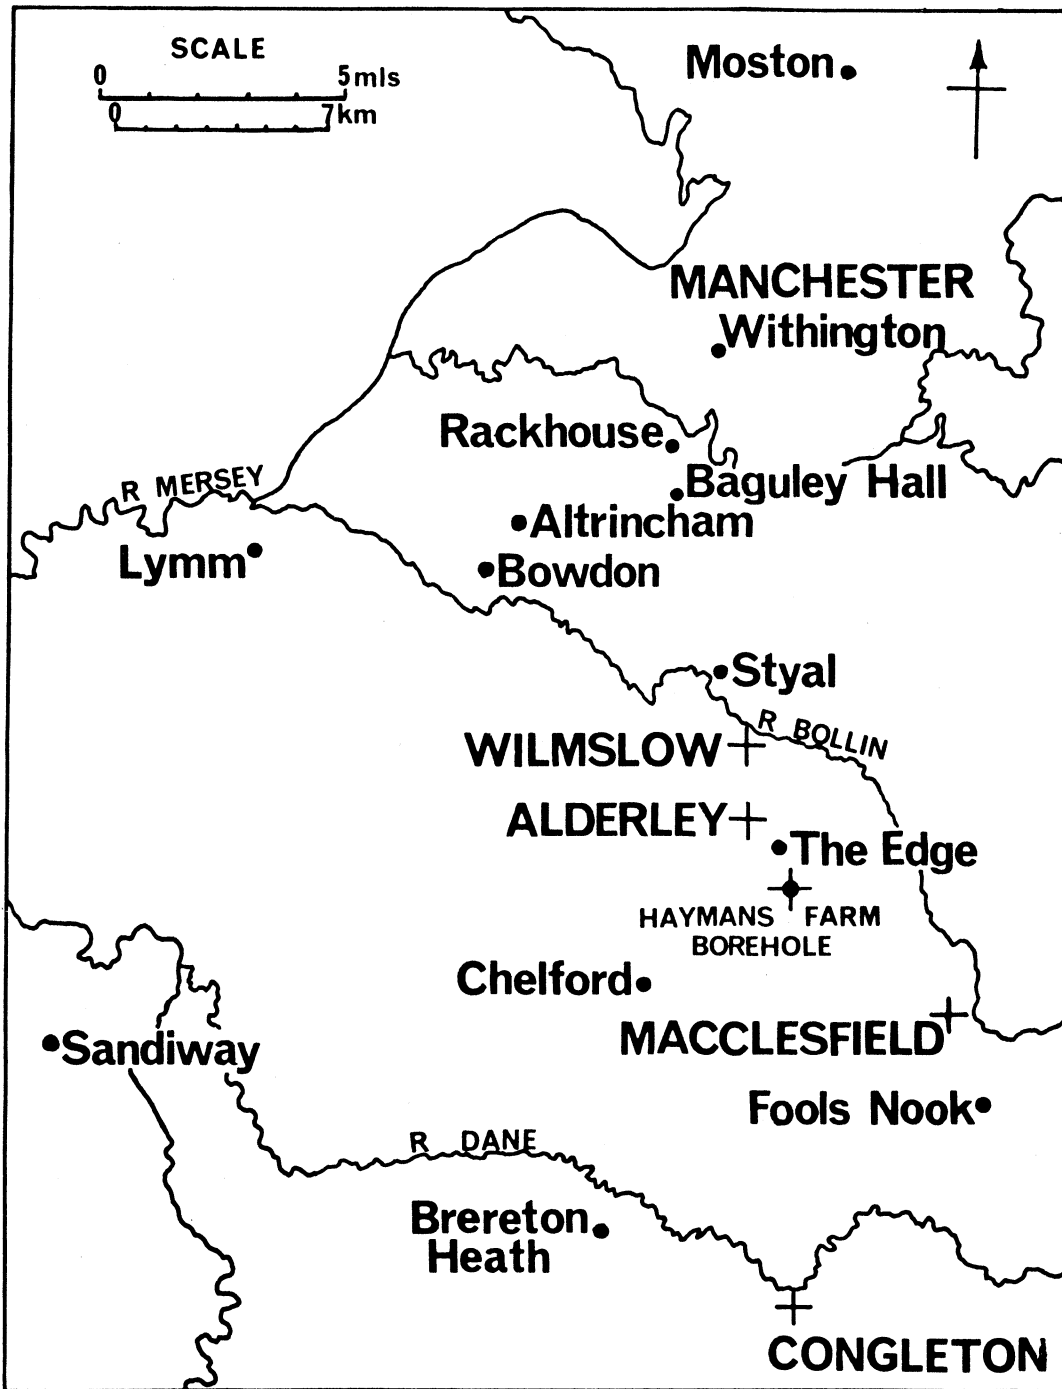 SCALE
0 5mls
0 7km
Moston
MANCHESTER
Withington
Rackhouse
R MERSEY
Baguley Hall
Altrincham
Lymm
Bowdon
Styal
R BOLLIN
WILMSLOW
ALDERLEY
The Edge
HAYMANS FARM
BOREHOLE
Chelford
MACCLESFIELD
Sandiway
Fools Nook
R DANE
Brereton
Heath
CONGLETON